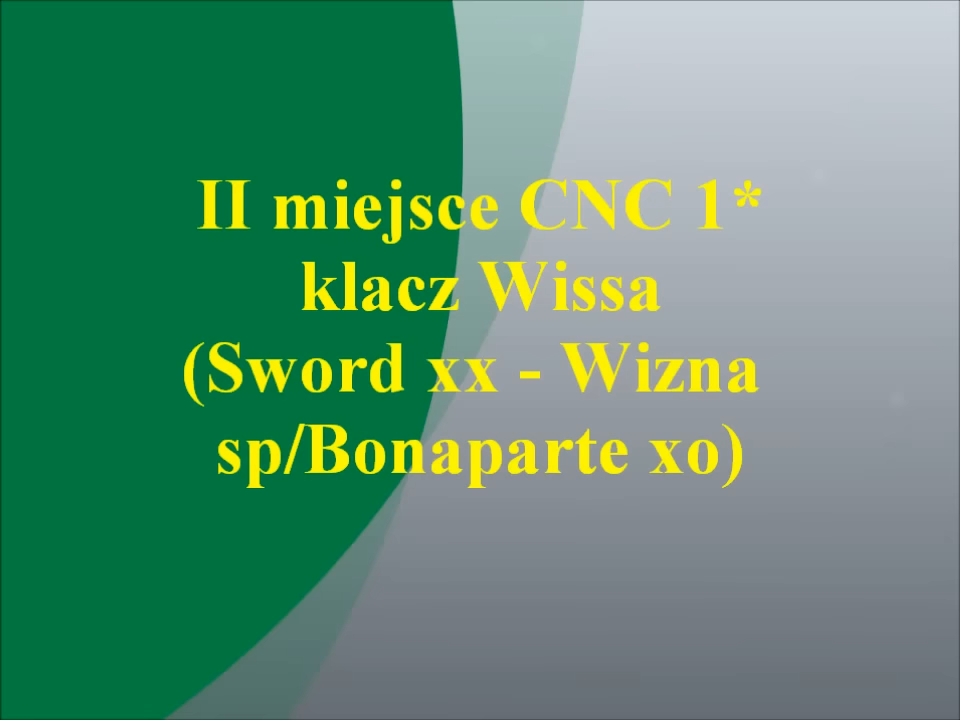 II miejsce CNC 1*
klacz Wissa
(Sword xx - Wizna
sp/Bonaparte xo)